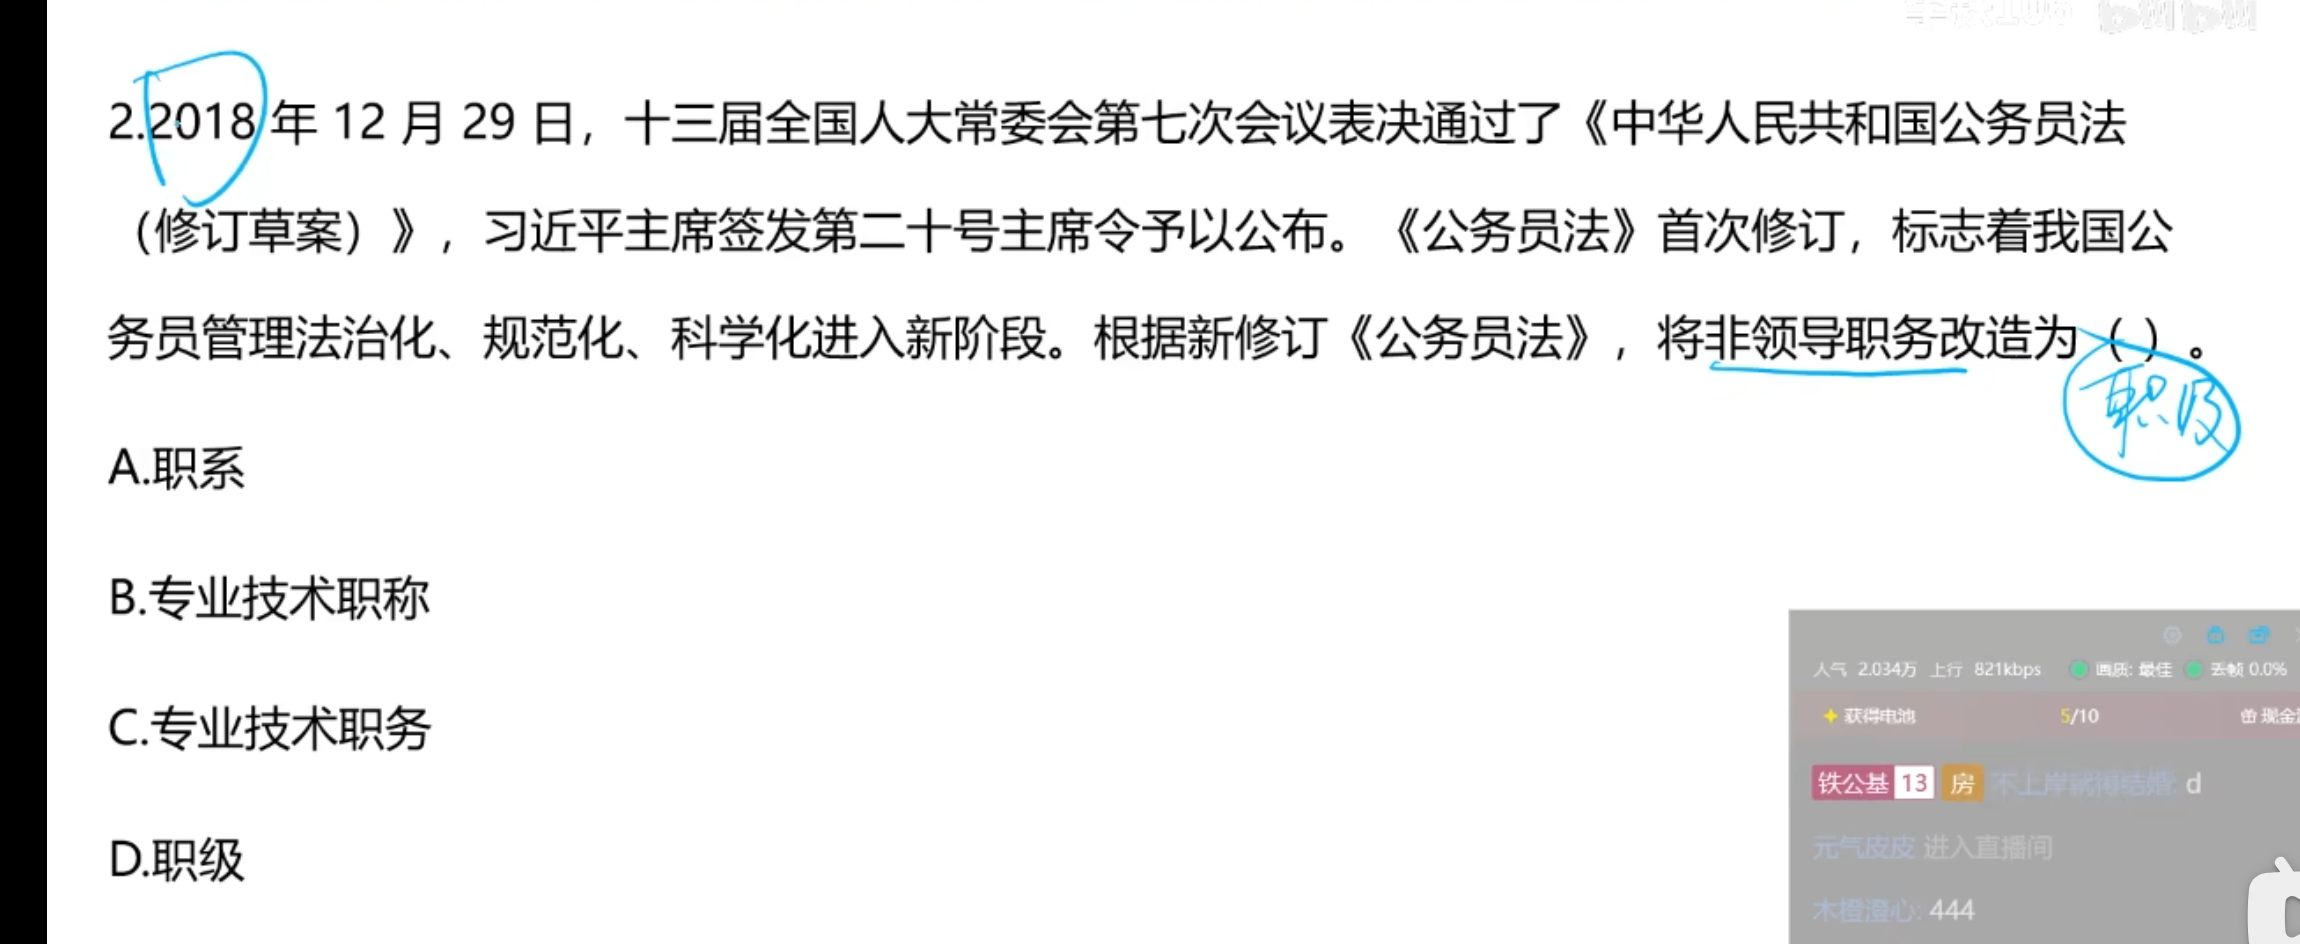 bilibili
2.2018 年 12 月 29 日，十三届全国人大常委会第七次会议表决通过了《中华人民共和国公务员法
（修订草案）》，习近平主席签发第二十号主席令予以公布。《公务员法》首次修订，标志着我国公
务员管理法治化、规范化、科学化进入新阶段。根据新修订《公务员法》，将非领导职务改造为（）。
职级
A.职系
B.专业技术职称
C.专业技术职务
D.职级
人气 2.034万 上行 821kbps 画质: 最佳 丢帧 0.0%
获得电池 5/10 现金
铁公基 13 房 不上岸就得结婚: d
元气皮皮 进入直播间
木橙澄心: 444